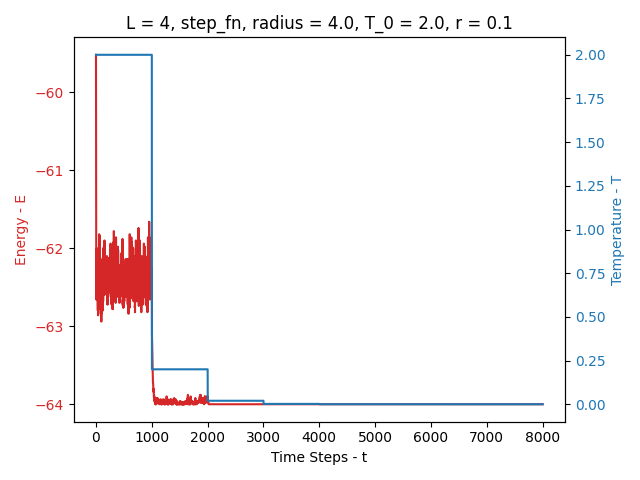 L = 4, step_fn, radius = 4.0, T_0 = 2.0, r = 0.1
Energy - E
−60
−61
−62
−63
−64
2.00
1.75
1.50
1.25
1.00
0.75
0.50
0.25
0.00
Temperature - T
0 1000 2000 3000 4000 5000 6000 7000 8000
Time Steps - t